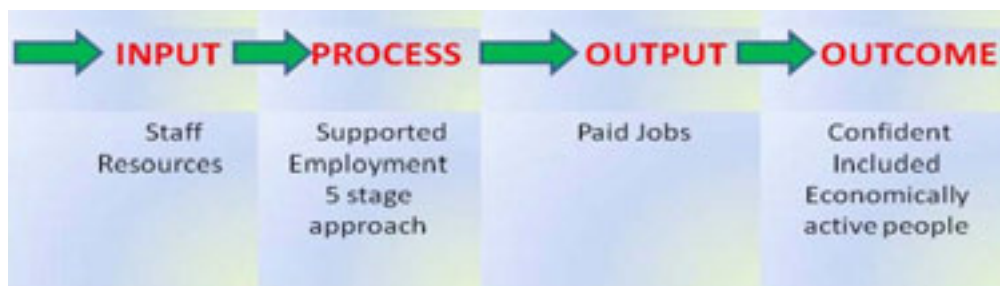 INPUT PROCESS OUTPUT OUTCOME
Staff
Resources
Supported
Employment
5 stage
approach
Paid Jobs
Confident
Included
Economically
active people